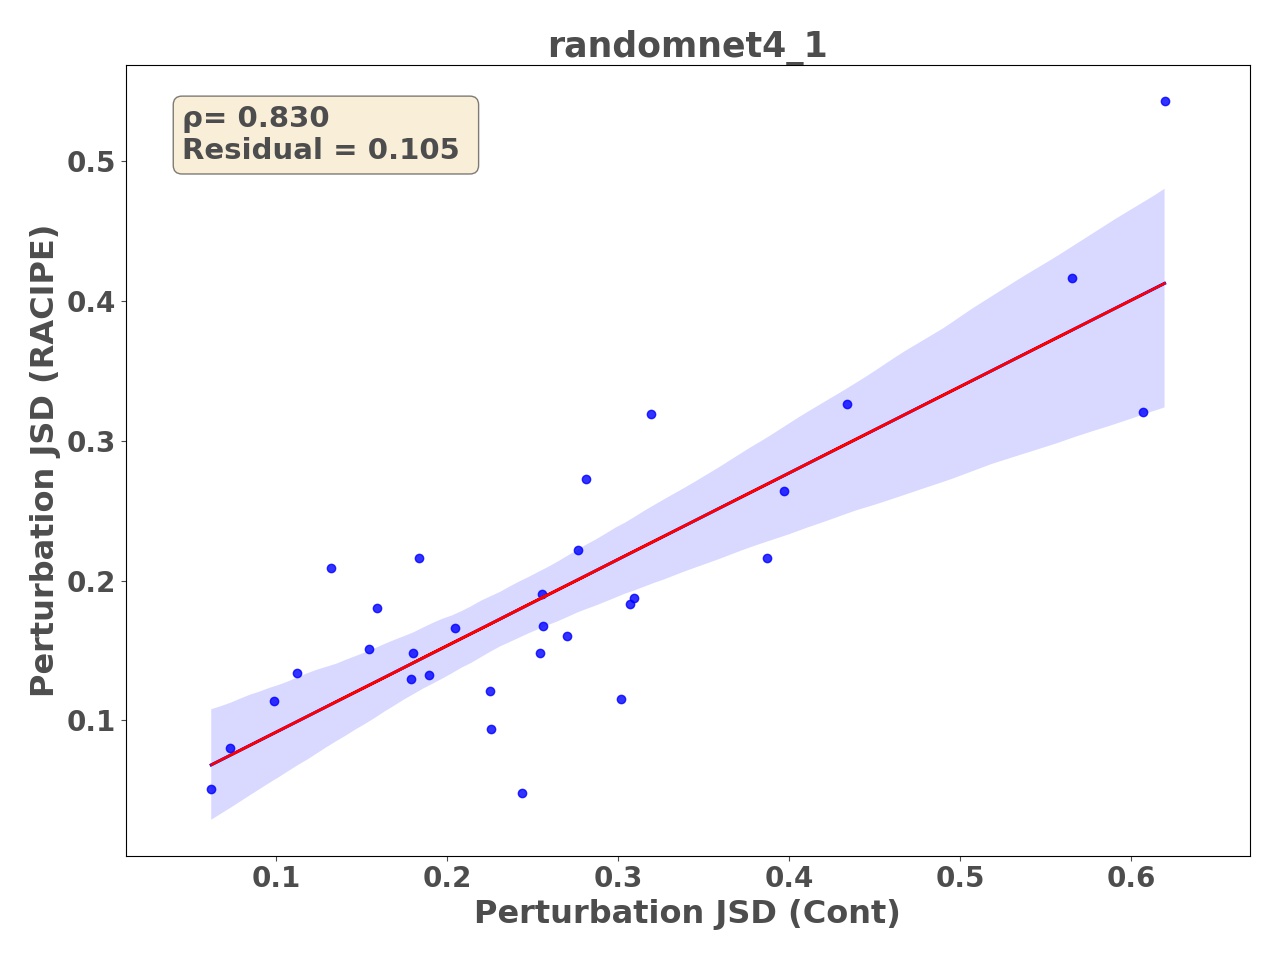 randomnet4_1
ρ= 0.830
Residual = 0.105
Perturbation JSD (RACIPE)
0.5
0.4
0.3
0.2
0.1
0.1 0.2 0.3 0.4 0.5 0.6
Perturbation JSD (Cont)